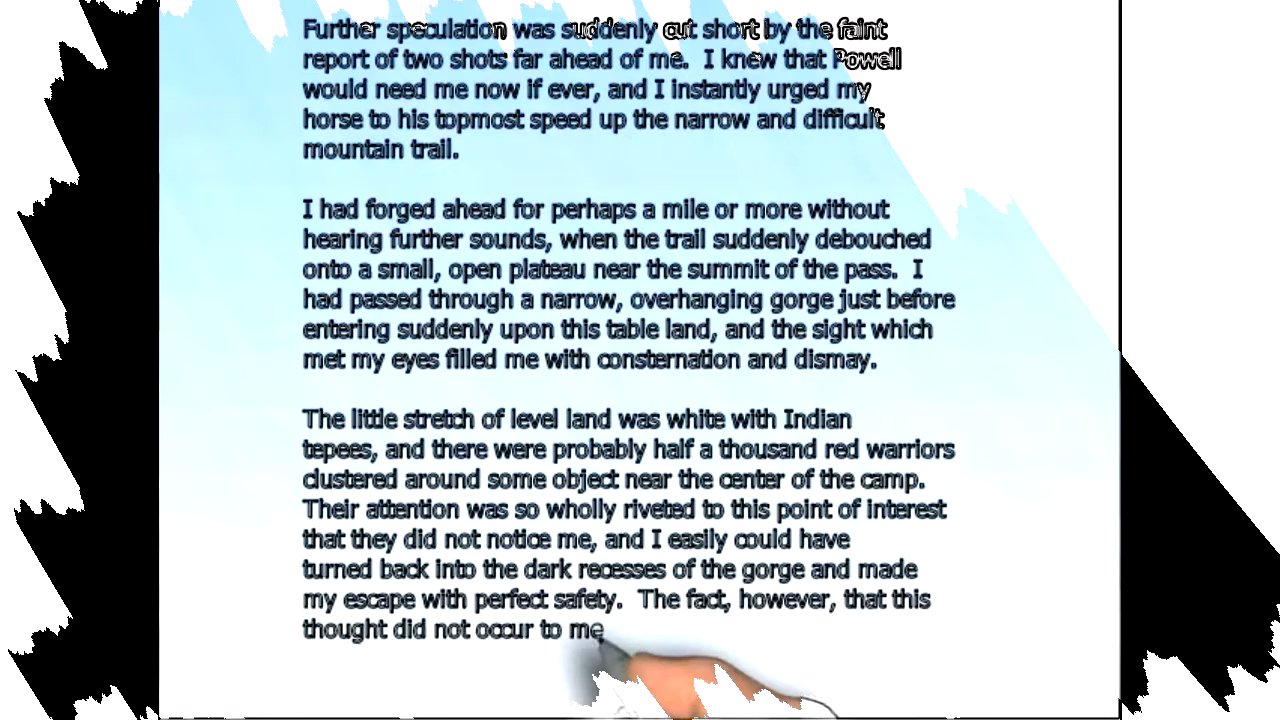 Further speculation was suddenly cut short by the faint
report of two shots far ahead of me.  I knew that Powell
would need me now if ever, and I instantly urged my
horse to his topmost speed up the narrow and difficult
mountain trail.
I had forged ahead for perhaps a mile or more without
hearing further sounds, when the trail suddenly debouched
onto a small, open plateau near the summit of the pass.  I
had passed through a narrow, overhanging gorge just before
entering suddenly upon this table land, and the sight which
met my eyes filled me with consternation and dismay.
The little stretch of level land was white with Indian
tepees, and there were probably half a thousand red warriors
clustered around some object near the center of the camp.
Their attention was so wholly riveted to this point of interest
that they did not notice me, and I easily could have
turned back into the dark recesses of the gorge and made
my escape with perfect safety.  The fact, however, that this
thought did not occur to me